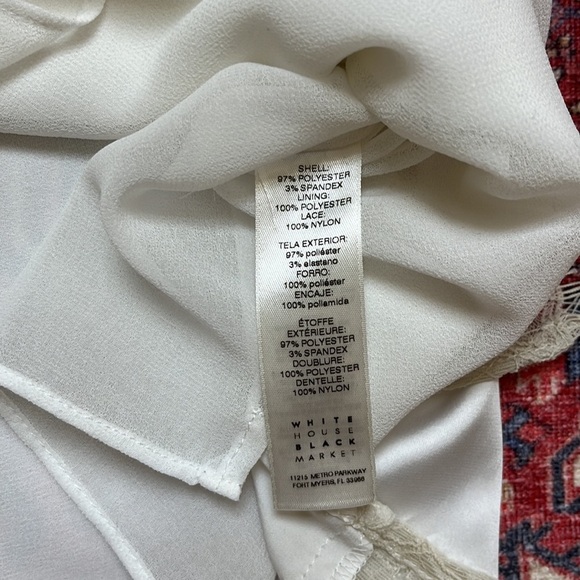 SHELL:
97% POLYESTER
3% SPANDEX
LINING:
100% POLYESTER
LACE:
100% NYLON
TELA EXTERIOR:
97% poliéster
3% elastano
FORRO:
100% poliéster
ENCAJE:
100% poliamida
ÉTOFFE
EXTÉRIEURE:
97% POLYESTER
3% SPANDEX
DOUBLURE:
100% POLYESTER
DENTELLE:
100% NYLON
WHITE
HOUSE
BLACK
MARKET
11215 METRO PARKWAY
FORT MYERS, FL 33966